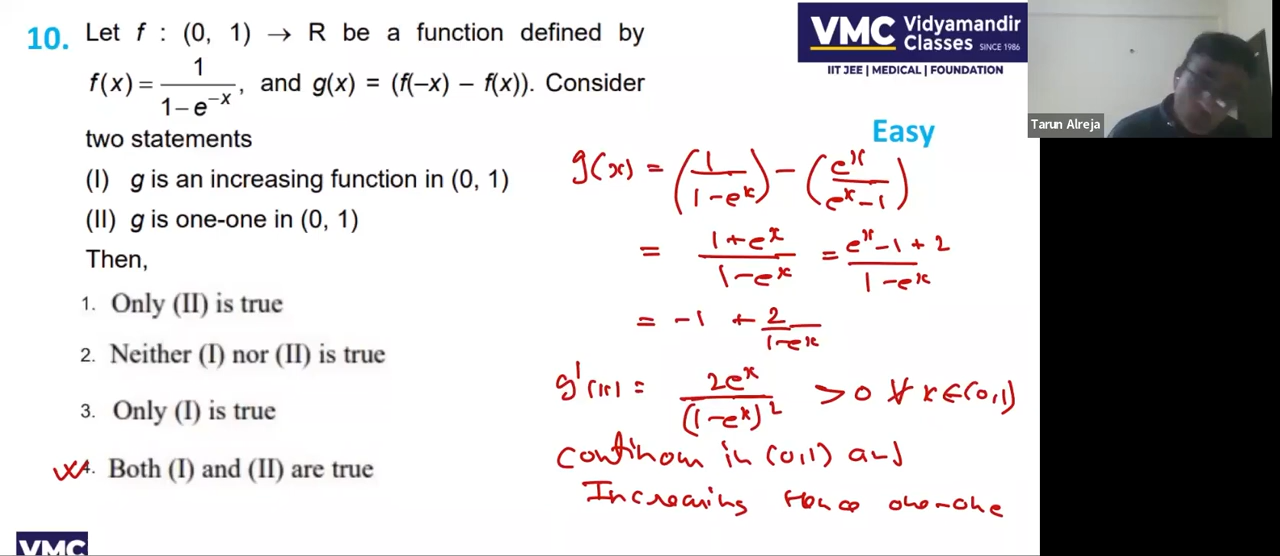 10. Let f : (0, 1) → R be a function defined by
f(x) = 1/(1 – e^–x), and g(x) = (f(–x) – f(x)). Consider
two statements
(I) g is an increasing function in (0, 1)
(II) g is one-one in (0, 1)
Then,
1. Only (II) is true
2. Neither (I) nor (II) is true
3. Only (I) is true
4. Both (I) and (II) are true
VMC
VMC Vidyamandir
Classes SINCE 1986
IIT JEE | MEDICAL | FOUNDATION
Tarun Alreja
Easy
g(x) = (1/(1-e^x)) - (e^x/(e^x-1))
= (1+e^x)/(1-e^x) = (e^x-1+2)/(1-e^x)
= -1 + 2/(1-e^x)
g'(x) = 2e^x/(1-e^x)^2 > 0 ∀ x∈(0,1)
in (0,1) and
Increasing Hence one-one